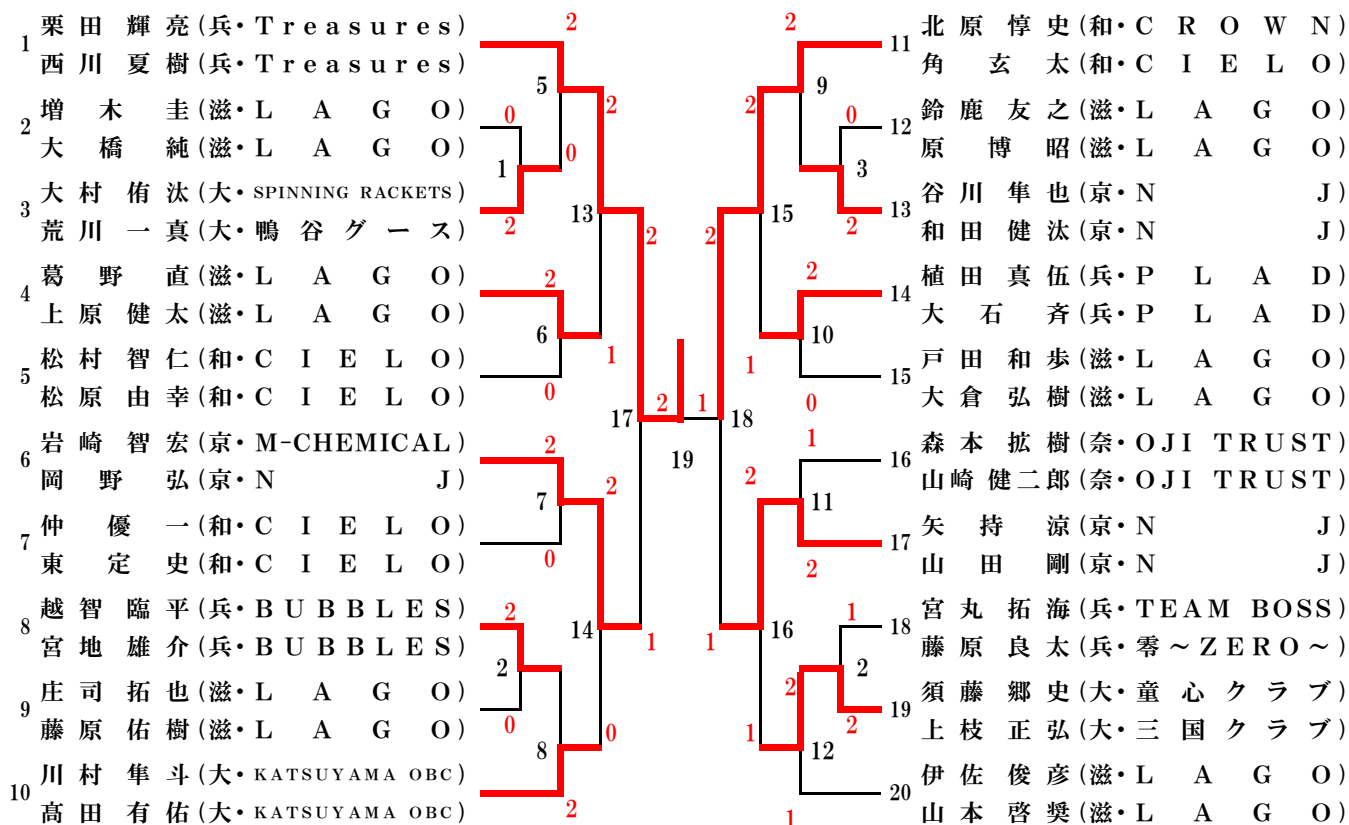 1
栗田輝亮(兵・Treasures)
西川夏樹(兵・Treasures)
2
増木圭(滋・LAGO)
大橋純(滋・LAGO)
3
大村侑汰(大・SPINNING RACKETS)
荒川一真(大・鴨谷グース)
4
葛野直(滋・LAGO)
上原健太(滋・LAGO)
5
松村智仁(和・CIELO)
松原由幸(和・CIELO)
6
岩崎智宏(京・M-CHEMICAL)
岡野弘(京・NJ)
7
仲優一(和・CIELO)
東定史(和・CIELO)
8
越智臨平(兵・BUBBLES)
宮地雄介(兵・BUBBLES)
9
庄司拓也(滋・LAGO)
藤原佑樹(滋・LAGO)
10
川村隼斗(大・KATSUYAMA OBC)
髙田有佑(大・KATSUYAMA OBC)
2
5
0
1
0
2
2
13
2
6
0
1
2
17
2
7
0
2
2
2
0
8
2
0
14
1
2
1
19
2
9
0
3
2
2
15
2
10
0
1
2
18
1
11
2
2
1
2
2
2
12
1
1
16
1
11
北原惇史(和・CROWN)
角玄太(和・CIELO)
12
鈴鹿友之(滋・LAGO)
原博昭(滋・LAGO)
13
谷川隼也(京・NJ)
和田健汰(京・NJ)
14
植田真伍(兵・PLAD)
大石斉(兵・PLAD)
15
戸田和歩(滋・LAGO)
大倉弘樹(滋・LAGO)
16
森本拡樹(奈・OJI TRUST)
山崎健二郎(奈・OJI TRUST)
17
矢持涼(京・NJ)
山田剛(京・NJ)
18
宮丸拓海(兵・TEAM BOSS)
藤原良太(兵・零～ZERO～)
19
須藤郷史(大・童心クラブ)
上枝正弘(大・三国クラブ)
20
伊佐俊彦(滋・LAGO)
山本啓奨(滋・LAGO)